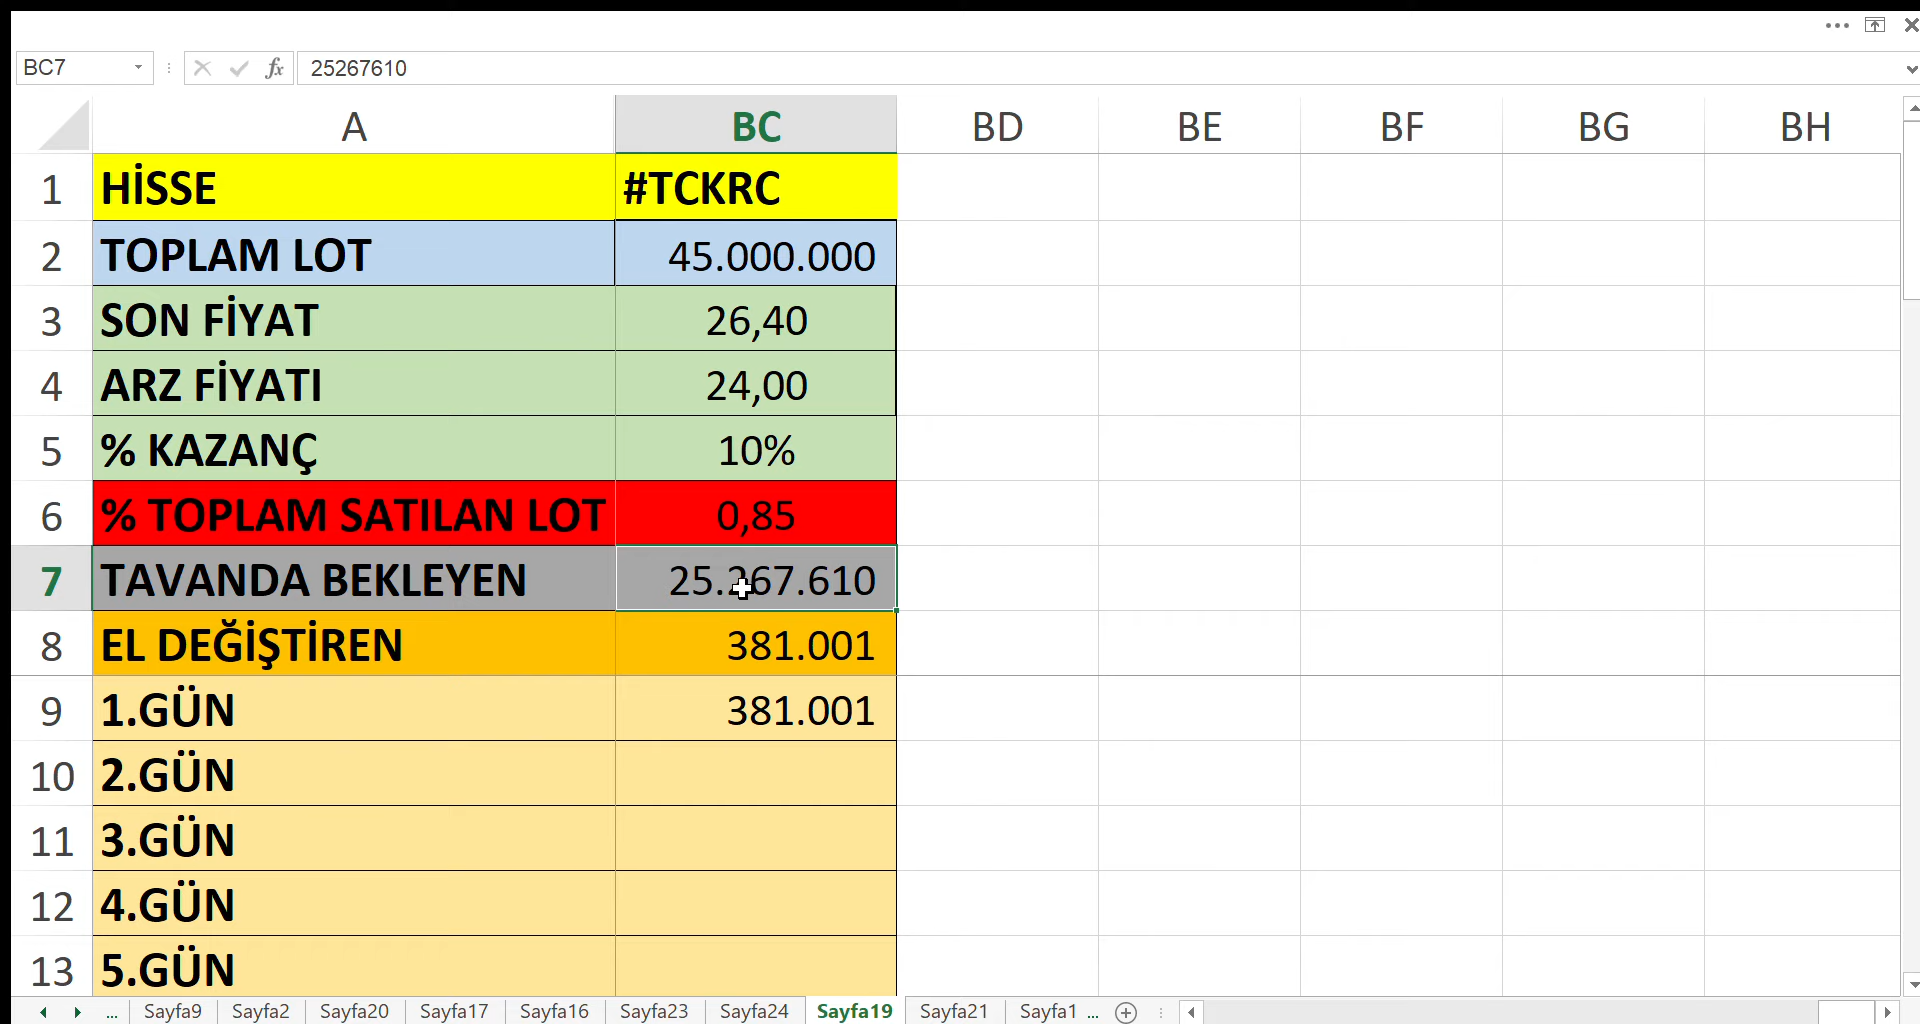 BC7 fx 25267610
A BC BD BE BF BG BH
1 HİSSE #TCKRC
2 TOPLAM LOT 45.000.000
3 SON FİYAT 26,40
4 ARZ FİYATI 24,00
5 % KAZANÇ 10%
6 % TOPLAM SATILAN LOT 0,85
7 TAVANDA BEKLEYEN 25.267.610
8 EL DEĞİŞTİREN 381.001
9 1.GÜN 381.001
10 2.GÜN
11 3.GÜN
12 4.GÜN
13 5.GÜN
... Sayfa9 Sayfa2 Sayfa20 Sayfa17 Sayfa16 Sayfa23 Sayfa24 Sayfa19 Sayfa21 Sayfa1 ...